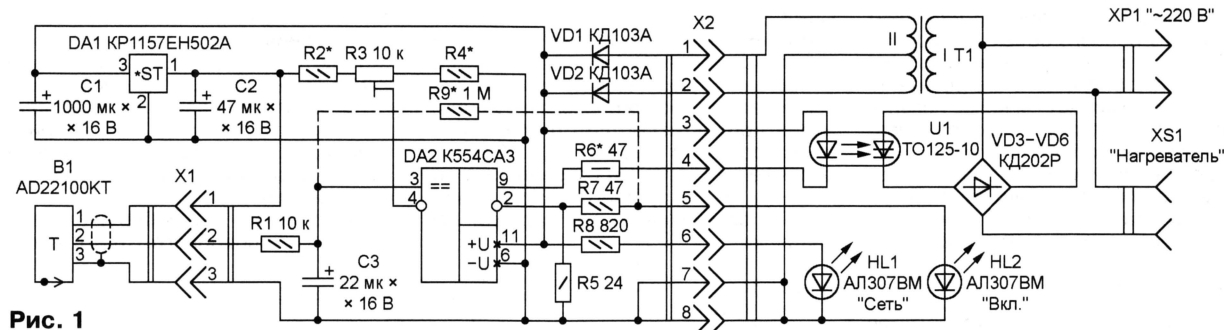 DA1 КР1157ЕН502А
3
*ST
1
2
C1
1000 мк ×
× 16 В
+
C2
47 мк ×
× 16 В
+
R2*
R3 10 к
R4*
R9* 1 М
B1
AD22100KT
T
1
2
3
X1
1
2
3
R1 10 к
C3
22 мк ×
× 16 В
+
DA2 К554СА3
3
4
==
9
2
+U
11
−U
6
R6* 47
R7 47
R8 820
R5 24
VD1 КД103А
VD2 КД103А
X2
1
2
3
4
5
6
7
8
II
I
T1
U1
ТО125-10
VD3−VD6
КД202Р
XP1 "~220 В"
XS1
"Нагреватель"
HL1
АЛ307ВМ
"Сеть"
HL2
АЛ307ВМ
"Вкл."
Рис. 1